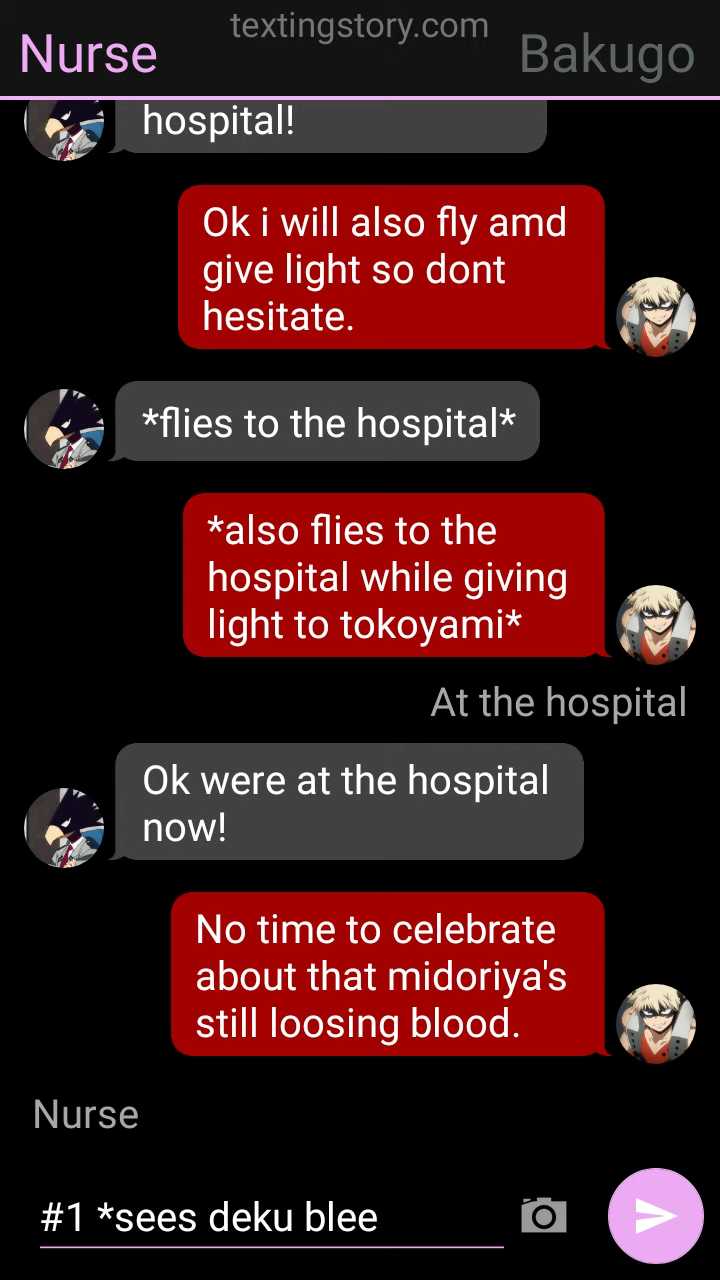 textingstory.com
Nurse
Bakugo
hospital!
Ok i will also fly amd
give light so dont
hesitate.
*flies to the hospital*
*also flies to the
hospital while giving
light to tokoyami*
At the hospital
Ok were at the hospital
now!
No time to celebrate
about that midoriya's
still loosing blood.
Nurse
#1 *sees deku blee